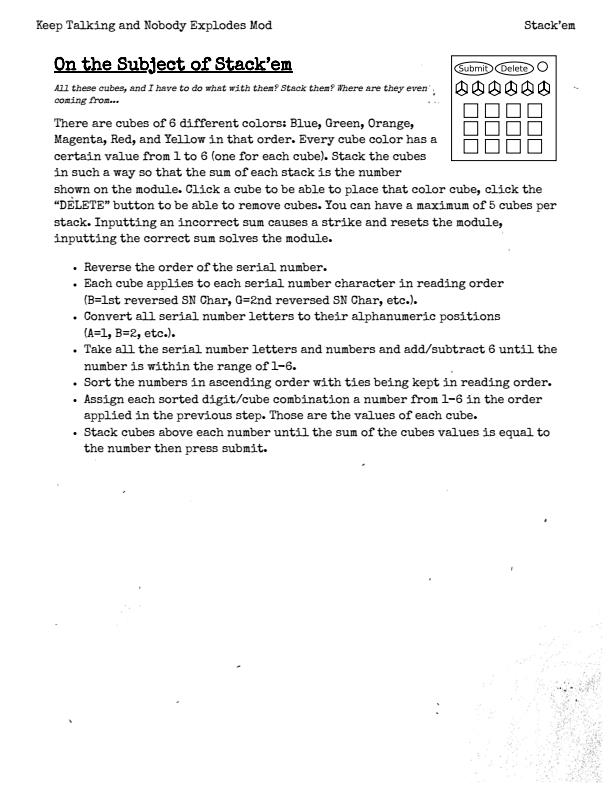 Keep Talking and Nobody Explodes Mod Stack’em
On the Subject of Stack’em
Submit Delete
All these cubes, and I have to do what with them? Stack them? Where are they even
coming from...
There are cubes of 6 different colors: Blue, Green, Orange,
Magenta, Red, and Yellow in that order. Every cube color has a
certain value from 1 to 6 (one for each cube). Stack the cubes
in such a way so that the sum of each stack is the number
shown on the module. Click a cube to be able to place that color cube, click the
“DELETE” button to be able to remove cubes. You can have a maximum of 5 cubes per
stack. Inputting an incorrect sum causes a strike and resets the module,
inputting the correct sum solves the module.
• Reverse the order of the serial number.
• Each cube applies to each serial number character in reading order
(B=1st reversed SN Char, G=2nd reversed SN Char, etc.).
• Convert all serial number letters to their alphanumeric positions
(A=1, B=2, etc.).
• Take all the serial number letters and numbers and add/subtract 6 until the
number is within the range of 1-6.
• Sort the numbers in ascending order with ties being kept in reading order.
• Assign each sorted digit/cube combination a number from 1-6 in the order
applied in the previous step. Those are the values of each cube.
• Stack cubes above each number until the sum of the cubes values is equal to
the number then press submit.